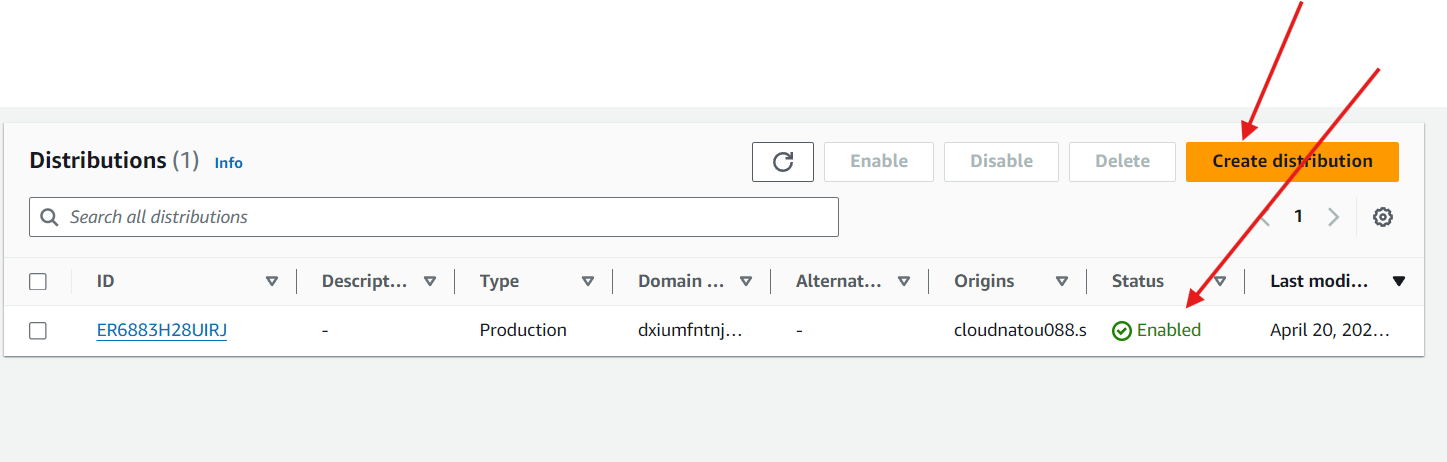 Distributions (1) Info
Enable Disable Delete Create distribution
Search all distributions
1
ID Descript... Type Domain ... Alternat... Origins Status Last modi...
ER6883H28UIRJ - Production dxiumfntnj... - cloudnatou088.s Enabled April 20, 202...